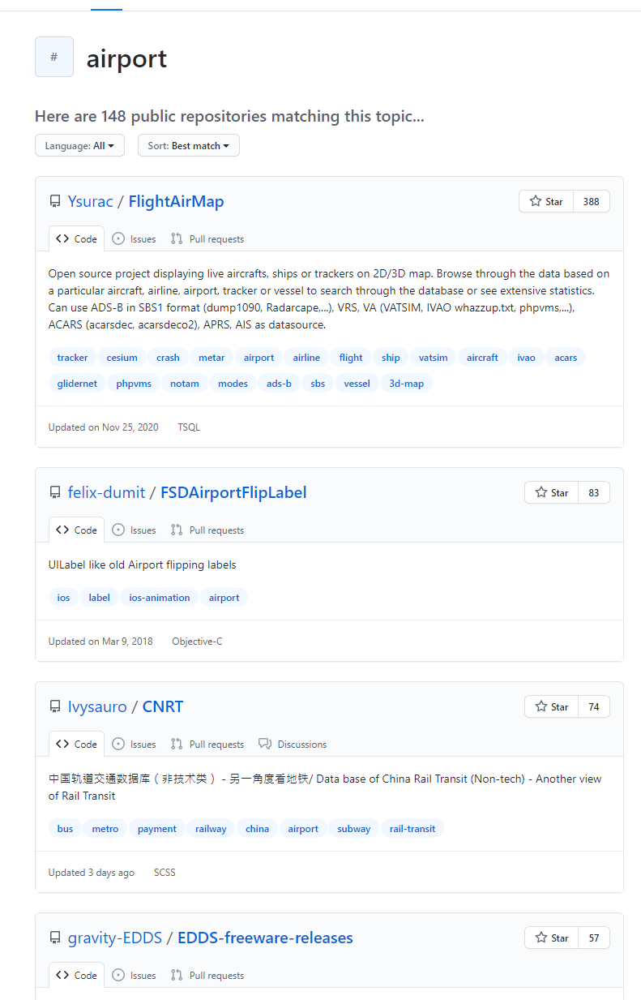 # airport
Here are 148 public repositories matching this topic...
Language: All Sort: Best match
Ysurac / FlightAirMap Star 388
Code Issues Pull requests
Open source project displaying live aircrafts, ships or trackers on 2D/3D map. Browse through the data based on
a particular aircraft, airline, airport, tracker or vessel to search through the database or see extensive statistics.
Can use ADS-B in SBS1 format (dump1090, Radarcape,...), VRS, VA (VATSIM, IVAO whazzup.txt, phpvms,...),
ACARS (acarsdec, acarsdeco2), APRS, AIS as datasource.
tracker cesium crash metar airport airline flight ship vatsim aircraft ivao acars
glidernet phpvms notam modes ads-b sbs vessel 3d-map
Updated on Nov 25, 2020 TSQL
felix-dumit / FSDAirportFlipLabel Star 83
Code Issues Pull requests
UILabel like old Airport flipping labels
ios label ios-animation airport
Updated on Mar 9, 2018 Objective-C
Ivysauro / CNRT Star 74
Code Issues Pull requests Discussions
中国轨道交通数据库（非技术类） - 另一角度看地铁/ Data base of China Rail Transit (Non-tech) - Another view
of Rail Transit
bus metro payment railway china airport subway rail-transit
Updated 3 days ago SCSS
gravity-EDDS / EDDS-freeware-releases Star 57
Code Issues Pull requests